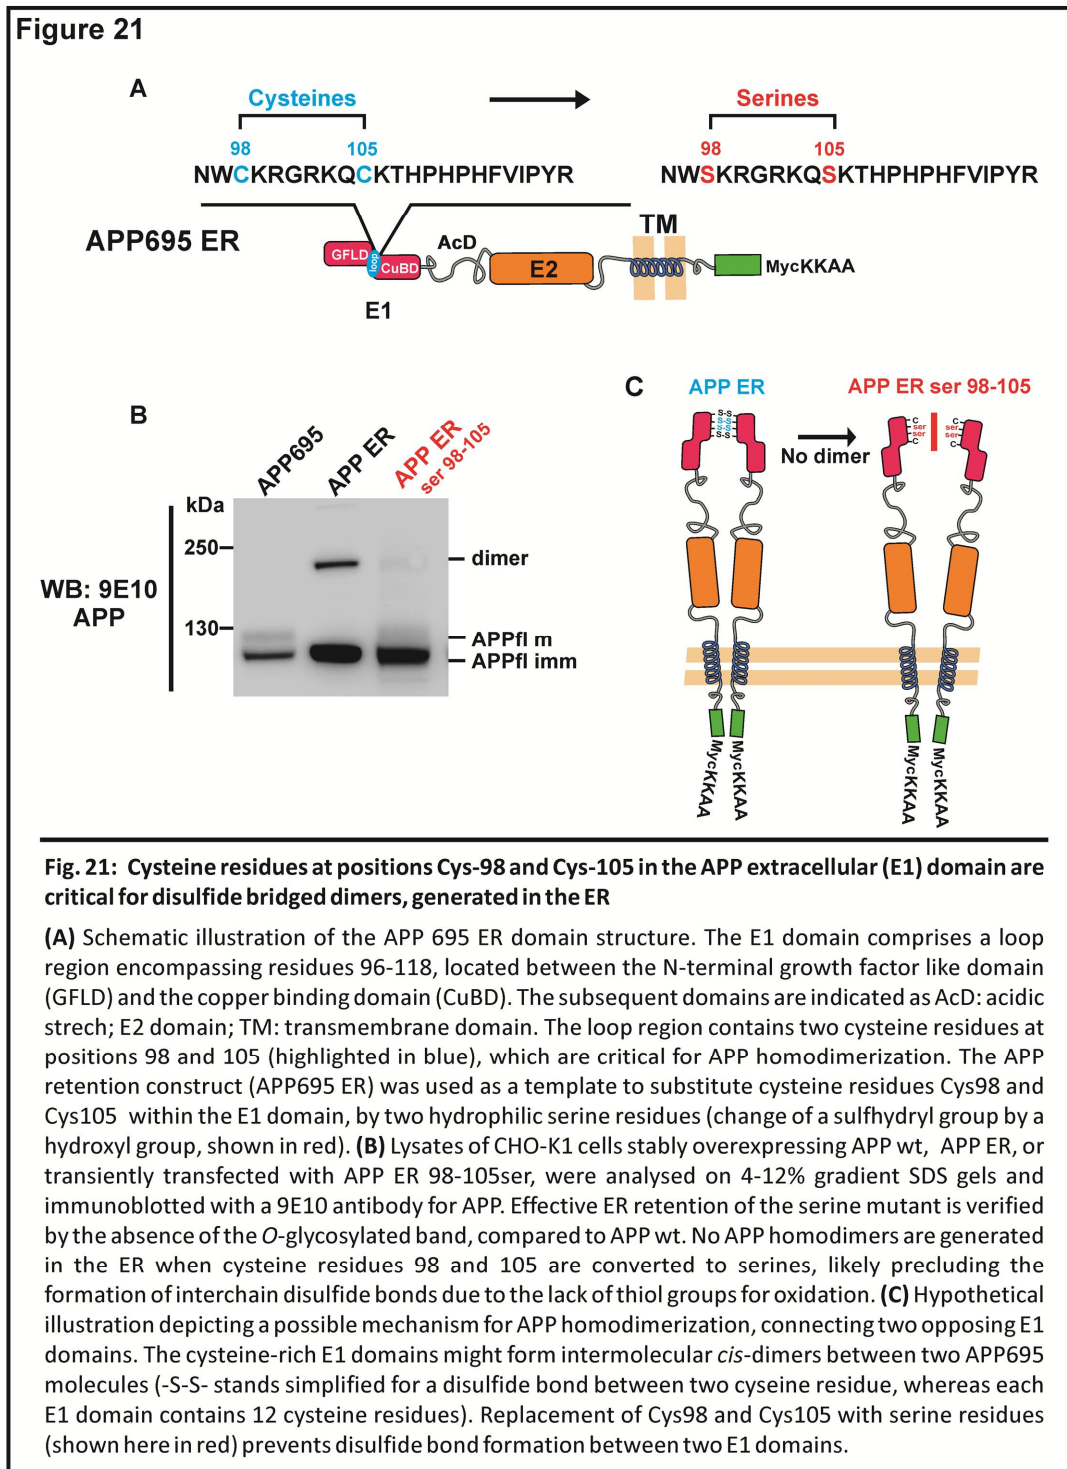 Figure 21
A
Cysteines
Serines
98 105
98 105
NWCKRGRKQCKTHPHPHFVIPYR
NWSKRGRKQSKTHPHPHFVIPYR
APP695 ER
GFLD
loop
CuBD
AcD
E2
TM
MycKKAA
E1
B
APP695
APP ER
APP ER
ser 98-105
kDa
250
130
WB: 9E10
APP
dimer
APPfl m
APPfl imm
C
APP ER
APP ER ser 98-105
S-S
S-S
S-S
S-S
No dimer
C
ser
ser
C
C
ser
ser
C
MycKKAA
MycKKAA
MycKKAA
MycKKAA
Fig. 21: Cysteine residues at positions Cys-98 and Cys-105 in the APP extracellular (E1) domain are
critical for disulfide bridged dimers, generated in the ER
(A) Schematic illustration of the APP 695 ER domain structure. The E1 domain comprises a loop
region encompassing residues 96-118, located between the N-terminal growth factor like domain
(GFLD) and the copper binding domain (CuBD). The subsequent domains are indicated as AcD: acidic
strech; E2 domain; TM: transmembrane domain. The loop region contains two cysteine residues at
positions 98 and 105 (highlighted in blue), which are critical for APP homodimerization. The APP
retention construct (APP695 ER) was used as a template to substitute cysteine residues Cys98 and
Cys105 within the E1 domain, by two hydrophilic serine residues (change of a sulfhydryl group by a
hydroxyl group, shown in red). (B) Lysates of CHO-K1 cells stably overexpressing APP wt, APP ER, or
transiently transfected with APP ER 98-105ser, were analysed on 4-12% gradient SDS gels and
immunoblotted with a 9E10 antibody for APP. Effective ER retention of the serine mutant is verified
by the absence of the O-glycosylated band, compared to APP wt. No APP homodimers are generated
in the ER when cysteine residues 98 and 105 are converted to serines, likely precluding the
formation of interchain disulfide bonds due to the lack of thiol groups for oxidation. (C) Hypothetical
illustration depicting a possible mechanism for APP homodimerization, connecting two opposing E1
domains. The cysteine-rich E1 domains might form intermolecular cis-dimers between two APP695
molecules (-S-S- stands simplified for a disulfide bond between two cyseine residue, whereas each
E1 domain contains 12 cysteine residues). Replacement of Cys98 and Cys105 with serine residues
(shown here in red) prevents disulfide bond formation between two E1 domains.